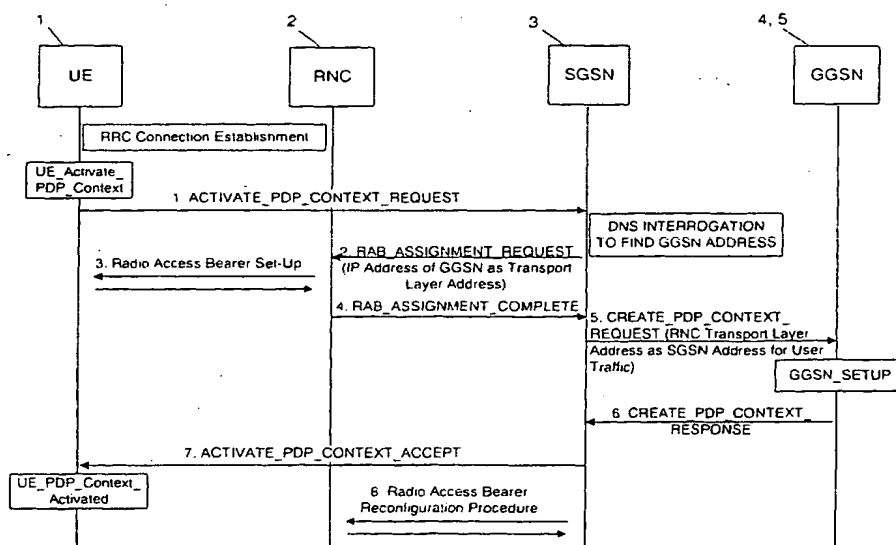 1
2
3
4, 5
UE
RNC
SGSN
GGSN
RRC Connection Establishment
UE_Activate_
PDP_Context
1. ACTIVATE_PDP_CONTEXT_REQUEST
DNS INTERROGATION
TO FIND GGSN ADDRESS
2. RAB_ASSIGNMENT_REQUEST
(IP Address of GGSN as Transport
Layer Address)
3. Radio Access Bearer Set-Up
4. RAB_ASSIGNMENT_COMPLETE
5. CREATE_PDP_CONTEXT_
REQUEST (RNC Transport Layer
Address as SGSN Address for User
Traffic)
GGSN_SETUP
6 CREATE_PDP_CONTEXT_
RESPONSE
7. ACTIVATE_PDP_CONTEXT_ACCEPT
UE_PDP_Context_
Activated
8 Radio Access Bearer
Reconfiguration Procedure